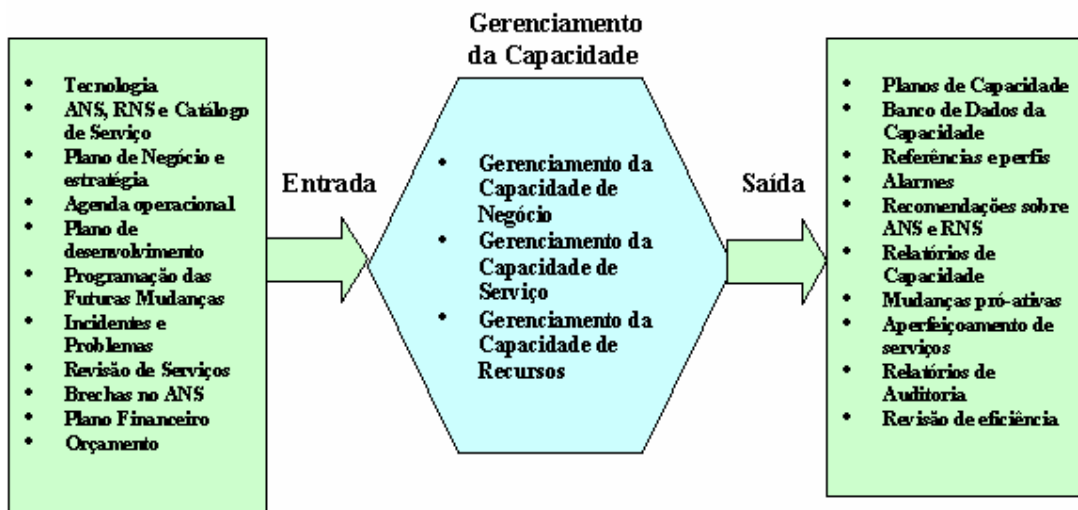 Gerenciamento
da Capacidade
• Tecnologia
• ANS, RNS e Catálogo
de Serviço
• Plano de Negócio e
estratégia
• Agenda operacional
• Plano de
desenvolvimento
• Programação das
Futuras Mudanças
• Incidentes e
Problemas
• Revisão de Serviços
• Brechas no ANS
• Plano Financeiro
• Orçamento
Entrada
• Gerenciamento da
Capacidade de
Negócio
• Gerenciamento da
Capacidade de
Serviço
• Gerenciamento da
Capacidade de
Recursos
Saída
• Planos de Capacidade
• Banco de Dados da
Capacidade
• Referências e perfis
• Alarmes
• Recomendações sobre
ANS e RNS
• Relatórios de
Capacidade
• Mudanças pró-ativas
• Aperfeiçoamento de
serviços
• Relatórios de
Auditoria
• Revisão de eficiência